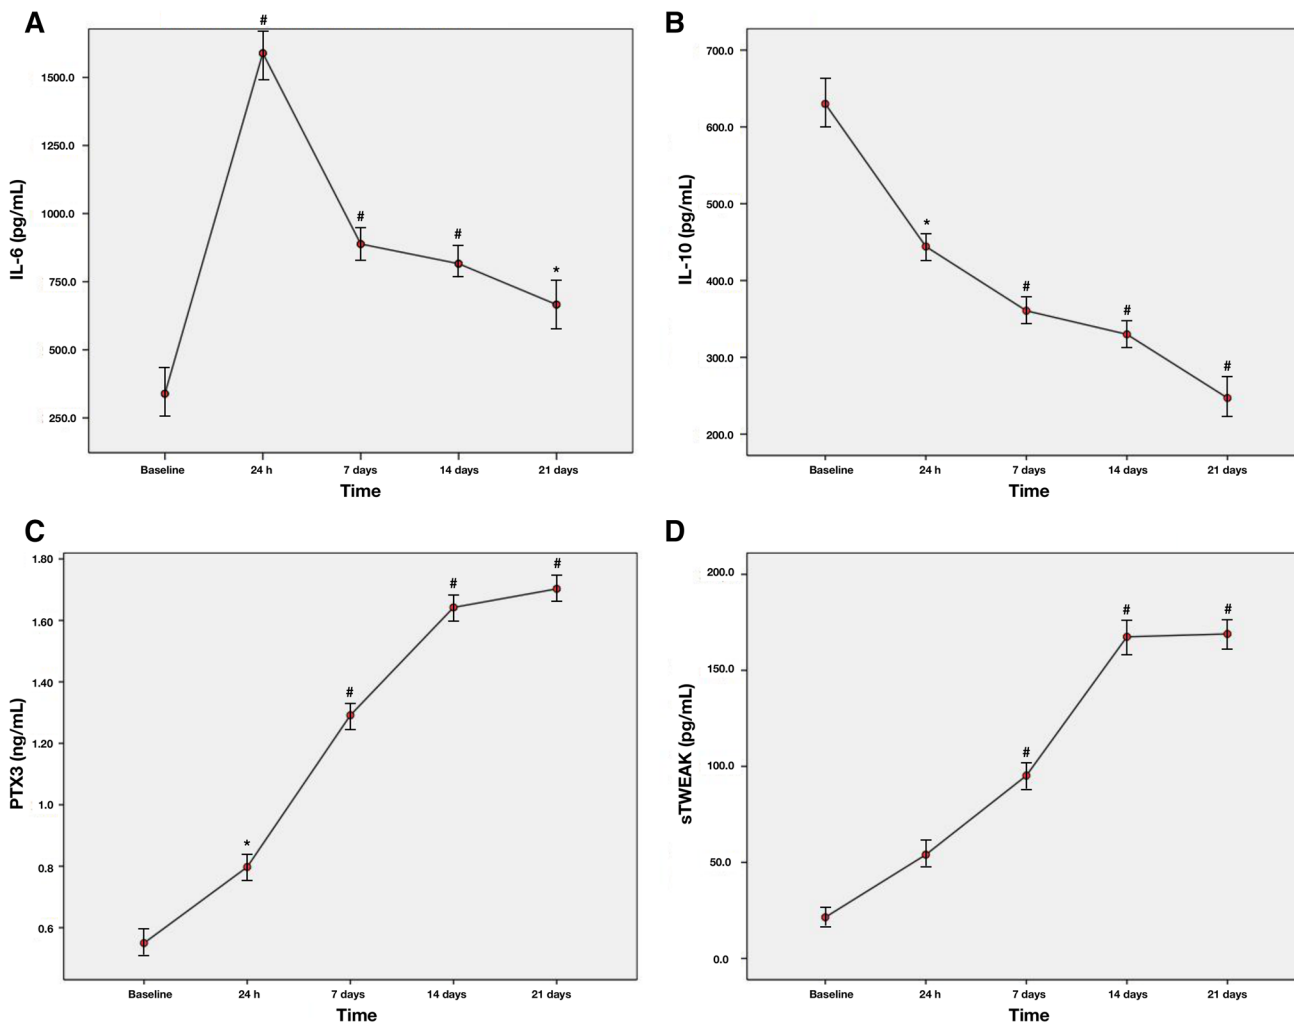 A
#
1500.0
1250.0
1000.0
750.0
500.0
250.0
IL-6 (pg/mL)
#
#
*
Baseline
24 h
7 days
14 days
21 days
Time
B
700.0
600.0
500.0
400.0
300.0
200.0
IL-10 (pg/mL)
*
#
#
#
Baseline
24 h
7 days
14 days
21 days
Time
C
1.80
1.60
1.40
1.20
1.0
0.8
0.6
PTX3 (ng/mL)
*
#
#
#
Baseline
24 h
7 days
14 days
21 days
Time
D
200.0
150.0
100.0
50.0
0.0
sTWEAK (pg/mL)
#
#
#
Baseline
24 h
7 days
14 days
21 days
Time